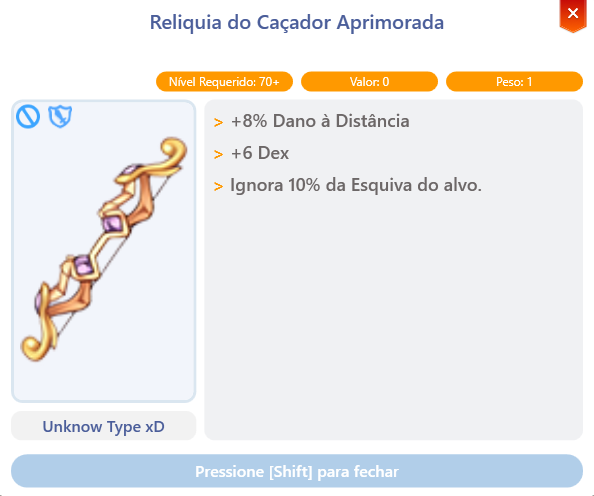 Reliquia do Caçador Aprimorada
Nível Requerido: 70+
Valor: 0
Peso: 1
> +8% Dano à Distância
> +6 Dex
> Ignora 10% da Esquiva do alvo.
Unknow Type xD
Pressione [Shift] para fechar